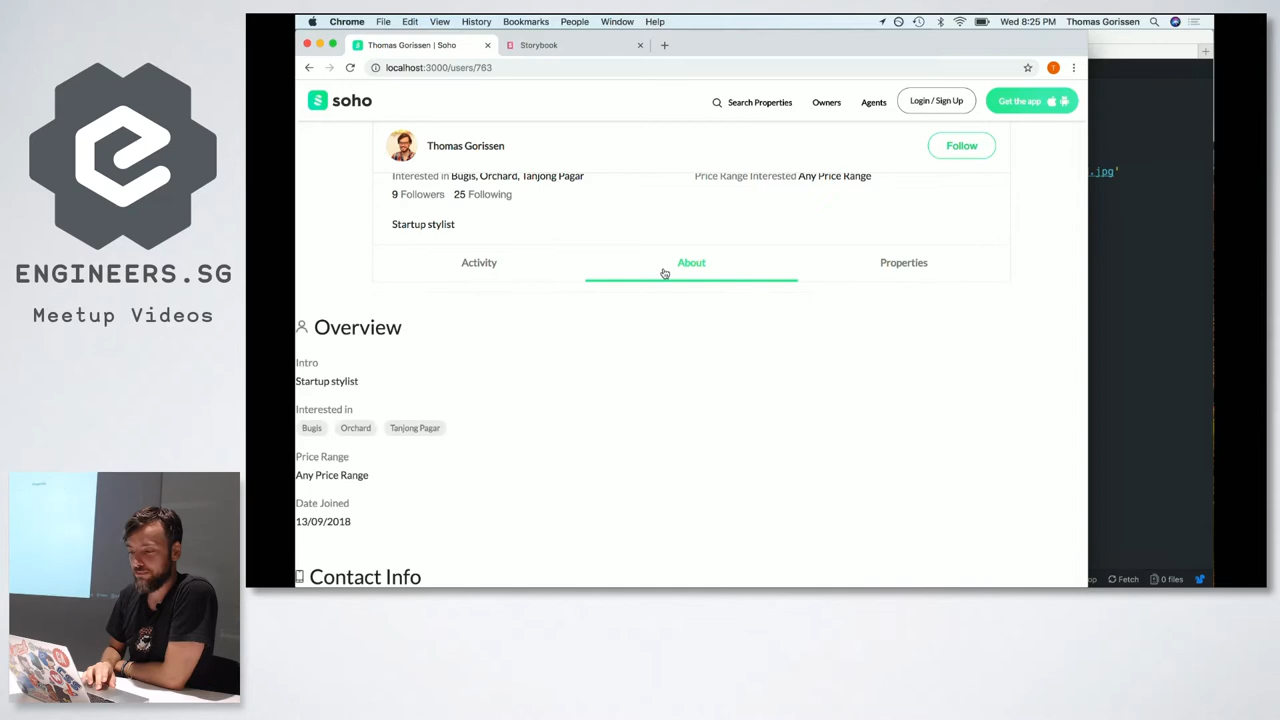 Chrome File Edit View History Bookmarks People Window Help Wed 8:25 PM Thomas Gorissen
Thomas Gorissen | Soho
Storybook
localhost:3000/users/763
T
soho
Search Properties Owners Agents Login / Sign Up Get the app
Thomas Gorissen
Follow
Interested in Bugis, Orchard, Tanjong Pagar
Price Range Interested Any Price Range
.jpg'
9 Followers 25 Following
Startup stylist
Activity About Properties
Overview
Intro
Startup stylist
Interested in
Bugis Orchard Tanjong Pagar
Price Range
Any Price Range
Date Joined
13/09/2018
Contact Info
Fetch 0 files
ENGINEERS.SG
Meetup Videos